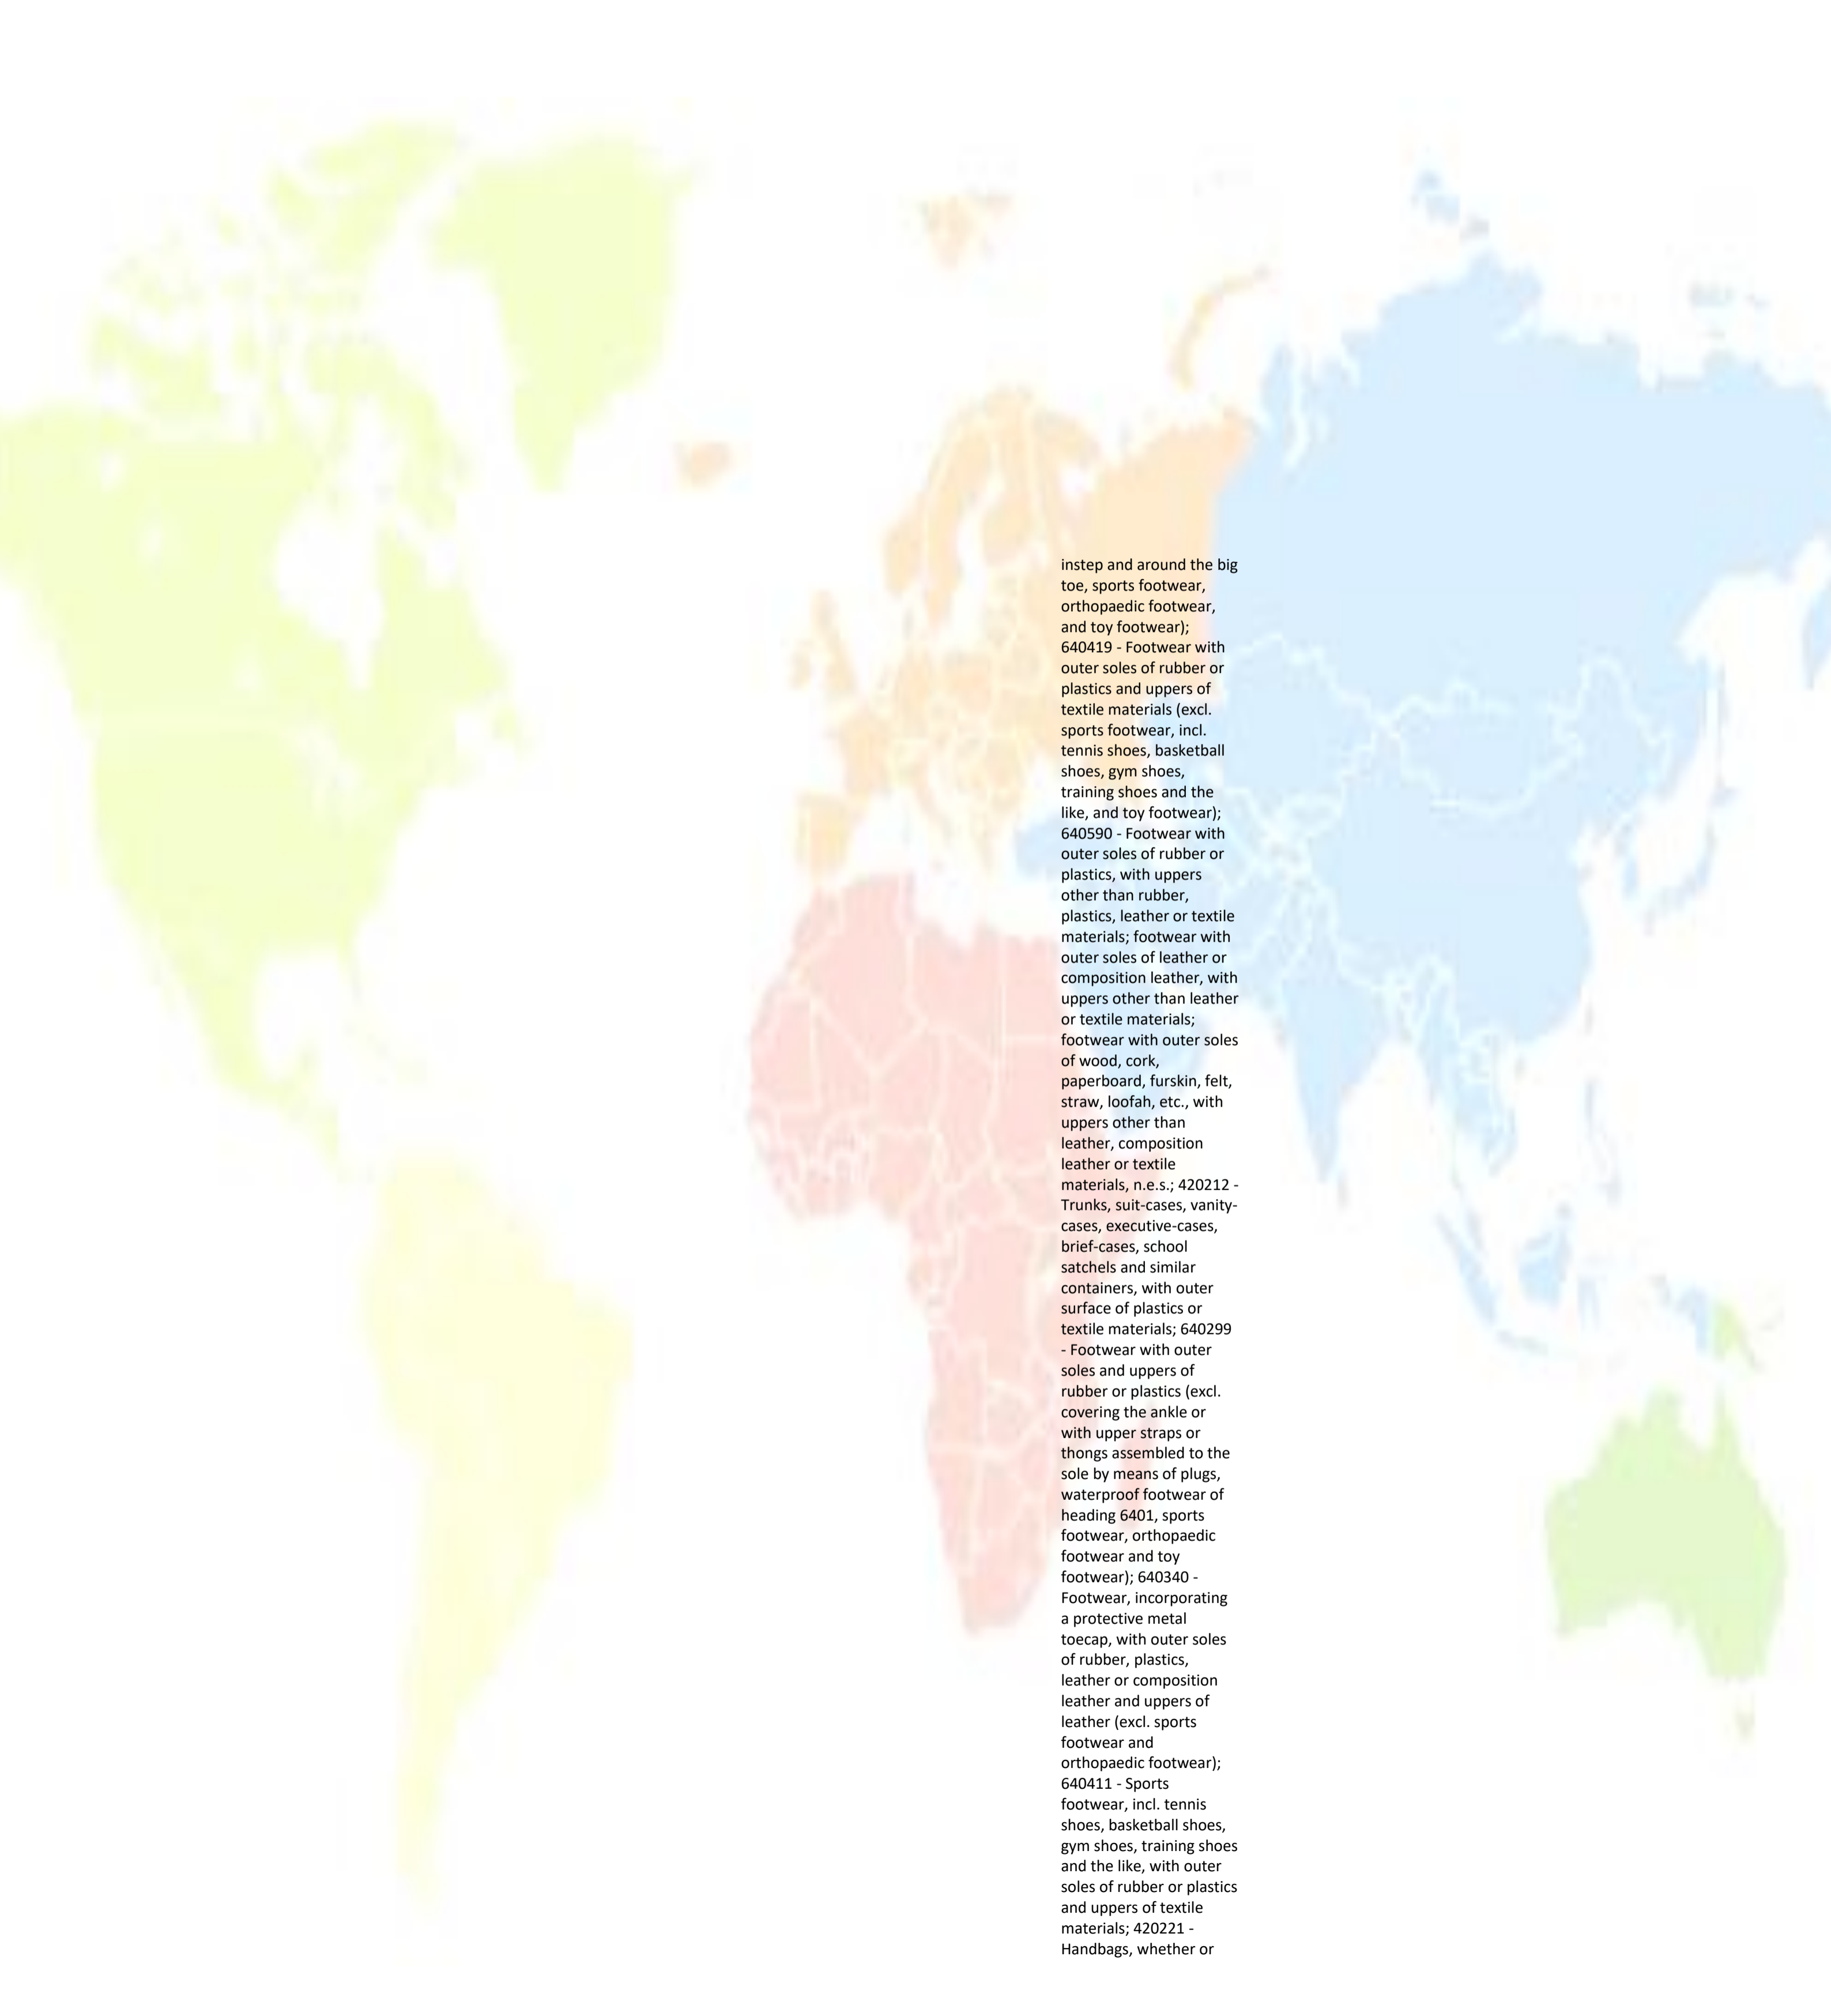 instep and around the big
toe, sports footwear,
orthopaedic footwear,
and toy footwear);
640419 - Footwear with
outer soles of rubber or
plastics and uppers of
textile materials (excl.
sports footwear, incl.
tennis shoes, basketball
shoes, gym shoes,
training shoes and the
like, and toy footwear);
640590 - Footwear with
outer soles of rubber or
plastics, with uppers
other than rubber,
plastics, leather or textile
materials; footwear with
outer soles of leather or
composition leather, with
uppers other than leather
or textile materials;
footwear with outer soles
of wood, cork,
paperboard, furskin, felt,
straw, loofah, etc., with
uppers other than
leather, composition
leather or textile
materials, n.e.s.; 420212 -
Trunks, suit-cases, vanity-
cases, executive-cases,
brief-cases, school
satchels and similar
containers, with outer
surface of plastics or
textile materials; 640299
- Footwear with outer
soles and uppers of
rubber or plastics (excl.
covering the ankle or
with upper straps or
thongs assembled to the
sole by means of plugs,
waterproof footwear of
heading 6401, sports
footwear, orthopaedic
footwear and toy
footwear); 640340 -
Footwear, incorporating
a protective metal
toecap, with outer soles
of rubber, plastics,
leather or composition
leather and uppers of
leather (excl. sports
footwear and
orthopaedic footwear);
640411 - Sports
footwear, incl. tennis
shoes, basketball shoes,
gym shoes, training shoes
and the like, with outer
soles of rubber or plastics
and uppers of textile
materials; 420221 -
Handbags, whether or